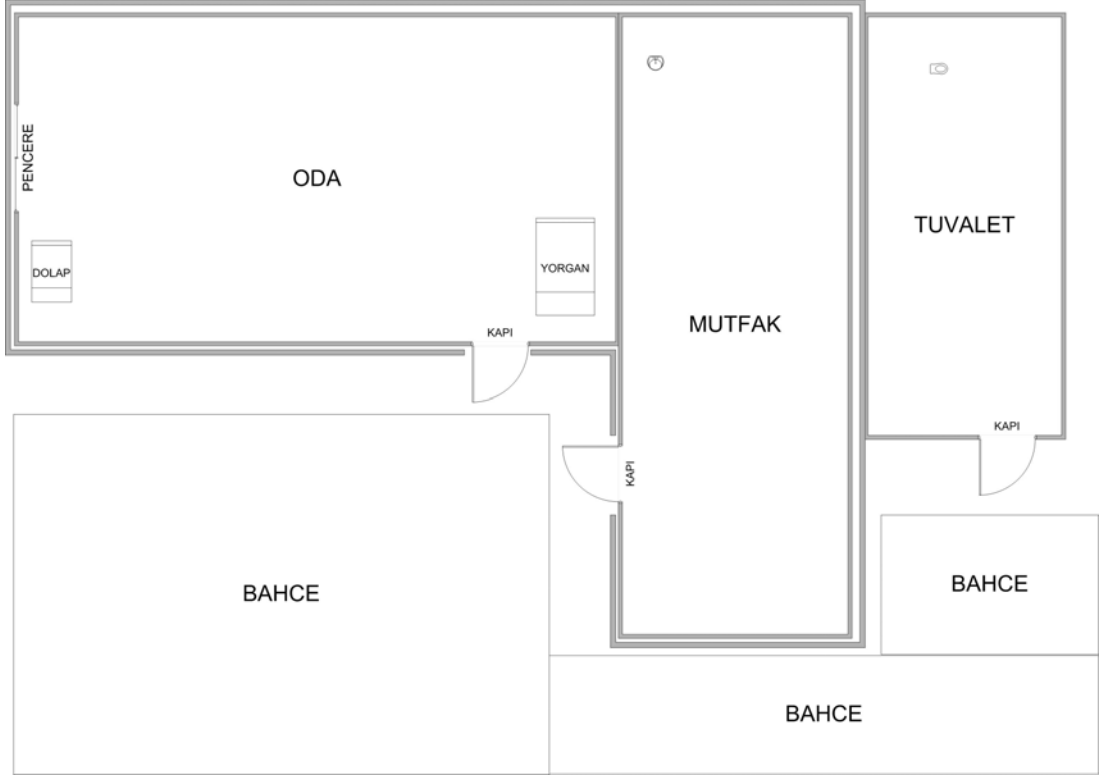 PENCERE
ODA
TUVALET
DOLAP
YORGAN
MUTFAK
KAPI
KAPI
KAPI
BAHCE
BAHCE
BAHCE